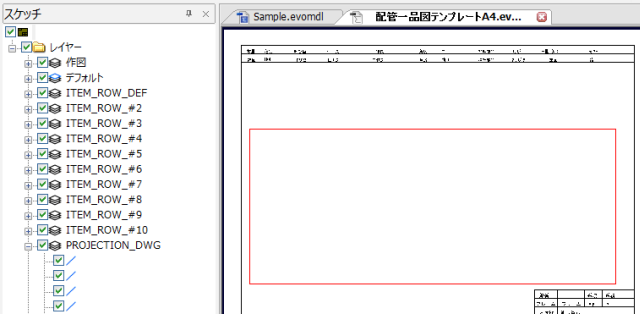 スケッチ
Sample.evomdl
配管一品図テンプレートA4.ev...
レイヤー
作図
デフォルト
ITEM_ROW_DEF
ITEM_ROW_#2
ITEM_ROW_#3
ITEM_ROW_#4
ITEM_ROW_#5
ITEM_ROW_#6
ITEM_ROW_#7
ITEM_ROW_#8
ITEM_ROW_#9
ITEM_ROW_#10
PROJECTION_DWG